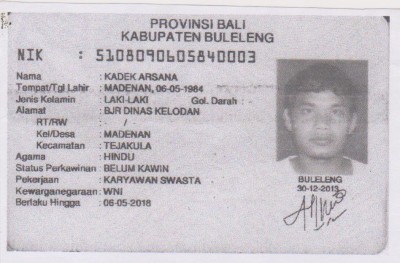 PROVINSI BALI
KABUPATEN BULELENG
NIK : 5108090605840003
Nama : KADEK ARSANA
Tempat/Tgl Lahir : MADENAN, 06-05-1984
Jenis Kelamin : LAKI-LAKI Gol. Darah : -
Alamat : BJR DINAS KELODAN
RT/RW : - /
Kel/Desa : MADENAN
Kecamatan : TEJAKULA
Agama : HINDU
Status Perkawinan : BELUM KAWIN
Pekerjaan : KARYAWAN SWASTA
Kewarganegaraan : WNI
Berlaku Hingga : 06-05-2018
BULELENG
30-12-2013